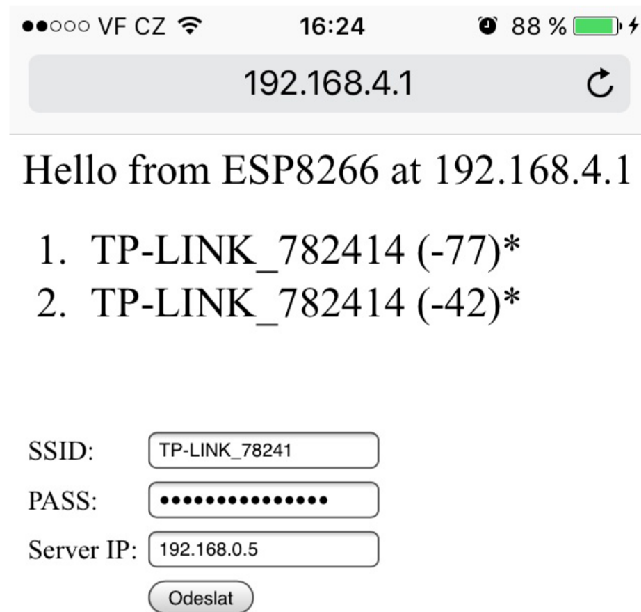 VF CZ 16:24 88 %
192.168.4.1
Hello from ESP8266 at 192.168.4.1
1. TP-LINK_782414 (-77)*
2. TP-LINK_782414 (-42)*
SSID: TP-LINK_78241
PASS: •••••••••••••••
Server IP: 192.168.0.5
Odeslat